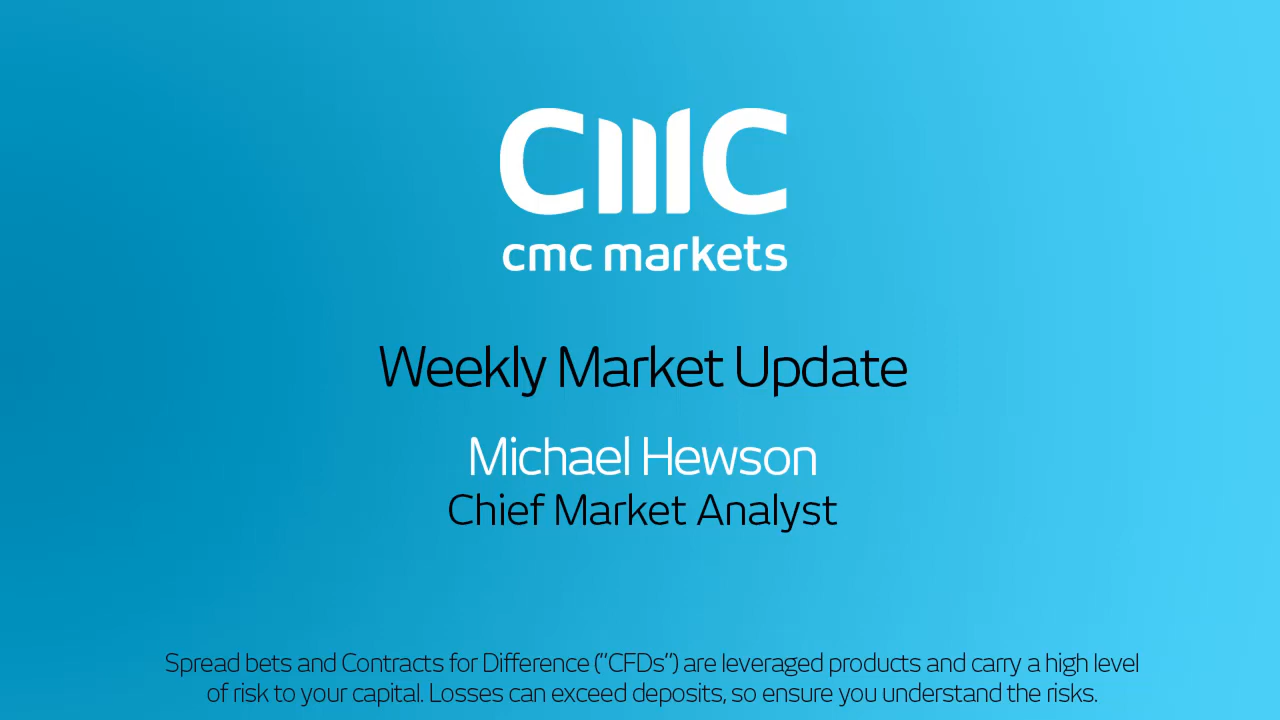 CMC
cmc markets
Weekly Market Update
Michael Hewson
Chief Market Analyst
Spread bets and Contracts for Difference (”CFDs”) are leveraged products and carry a high level
of risk to your capital. Losses can exceed deposits, so ensure you understand the risks.